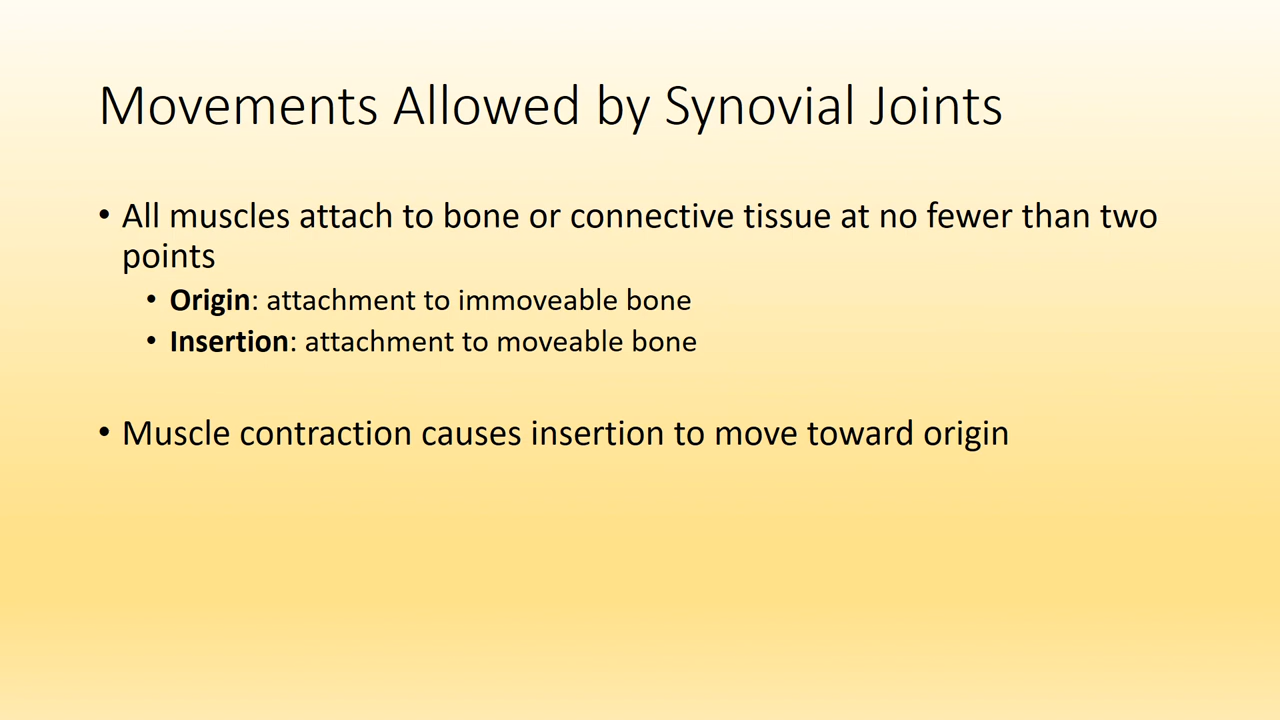 Movements Allowed by Synovial Joints
• All muscles attach to bone or connective tissue at no fewer than two
points
• Origin: attachment to immoveable bone
• Insertion: attachment to moveable bone
• Muscle contraction causes insertion to move toward origin